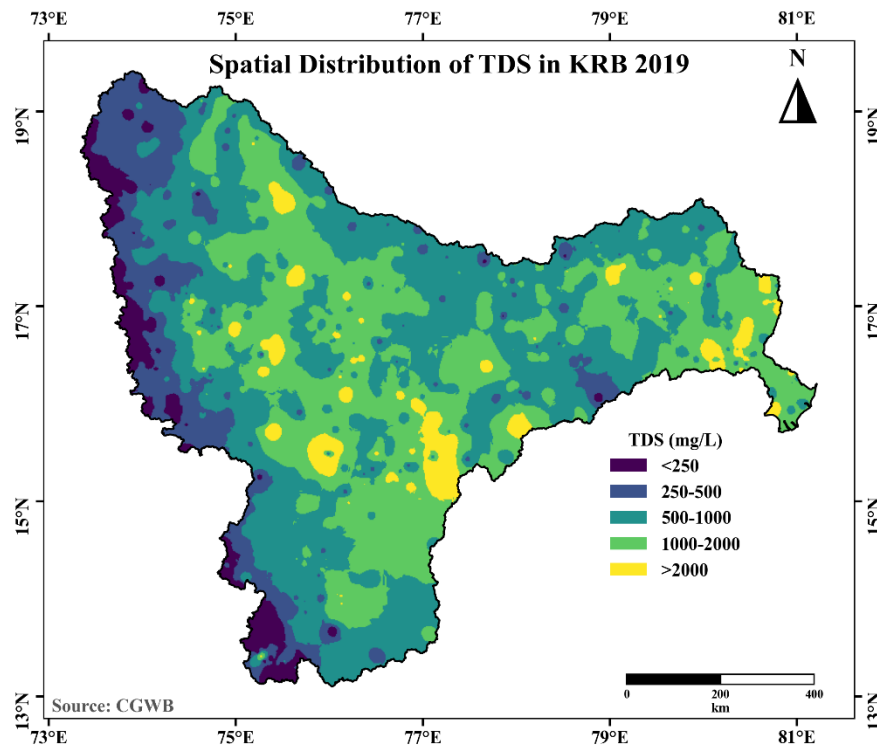 73°E 75°E 77°E 79°E 81°E
Spatial Distribution of TDS in KRB 2019
N
19°N 19°N
17°N 17°N
TDS (mg/L)
<250
250-500
15°N 15°N
500-1000
1000-2000
>2000
Source: CGWB
0 200 400
km
13°N 13°N
73°E 75°E 77°E 79°E 81°E